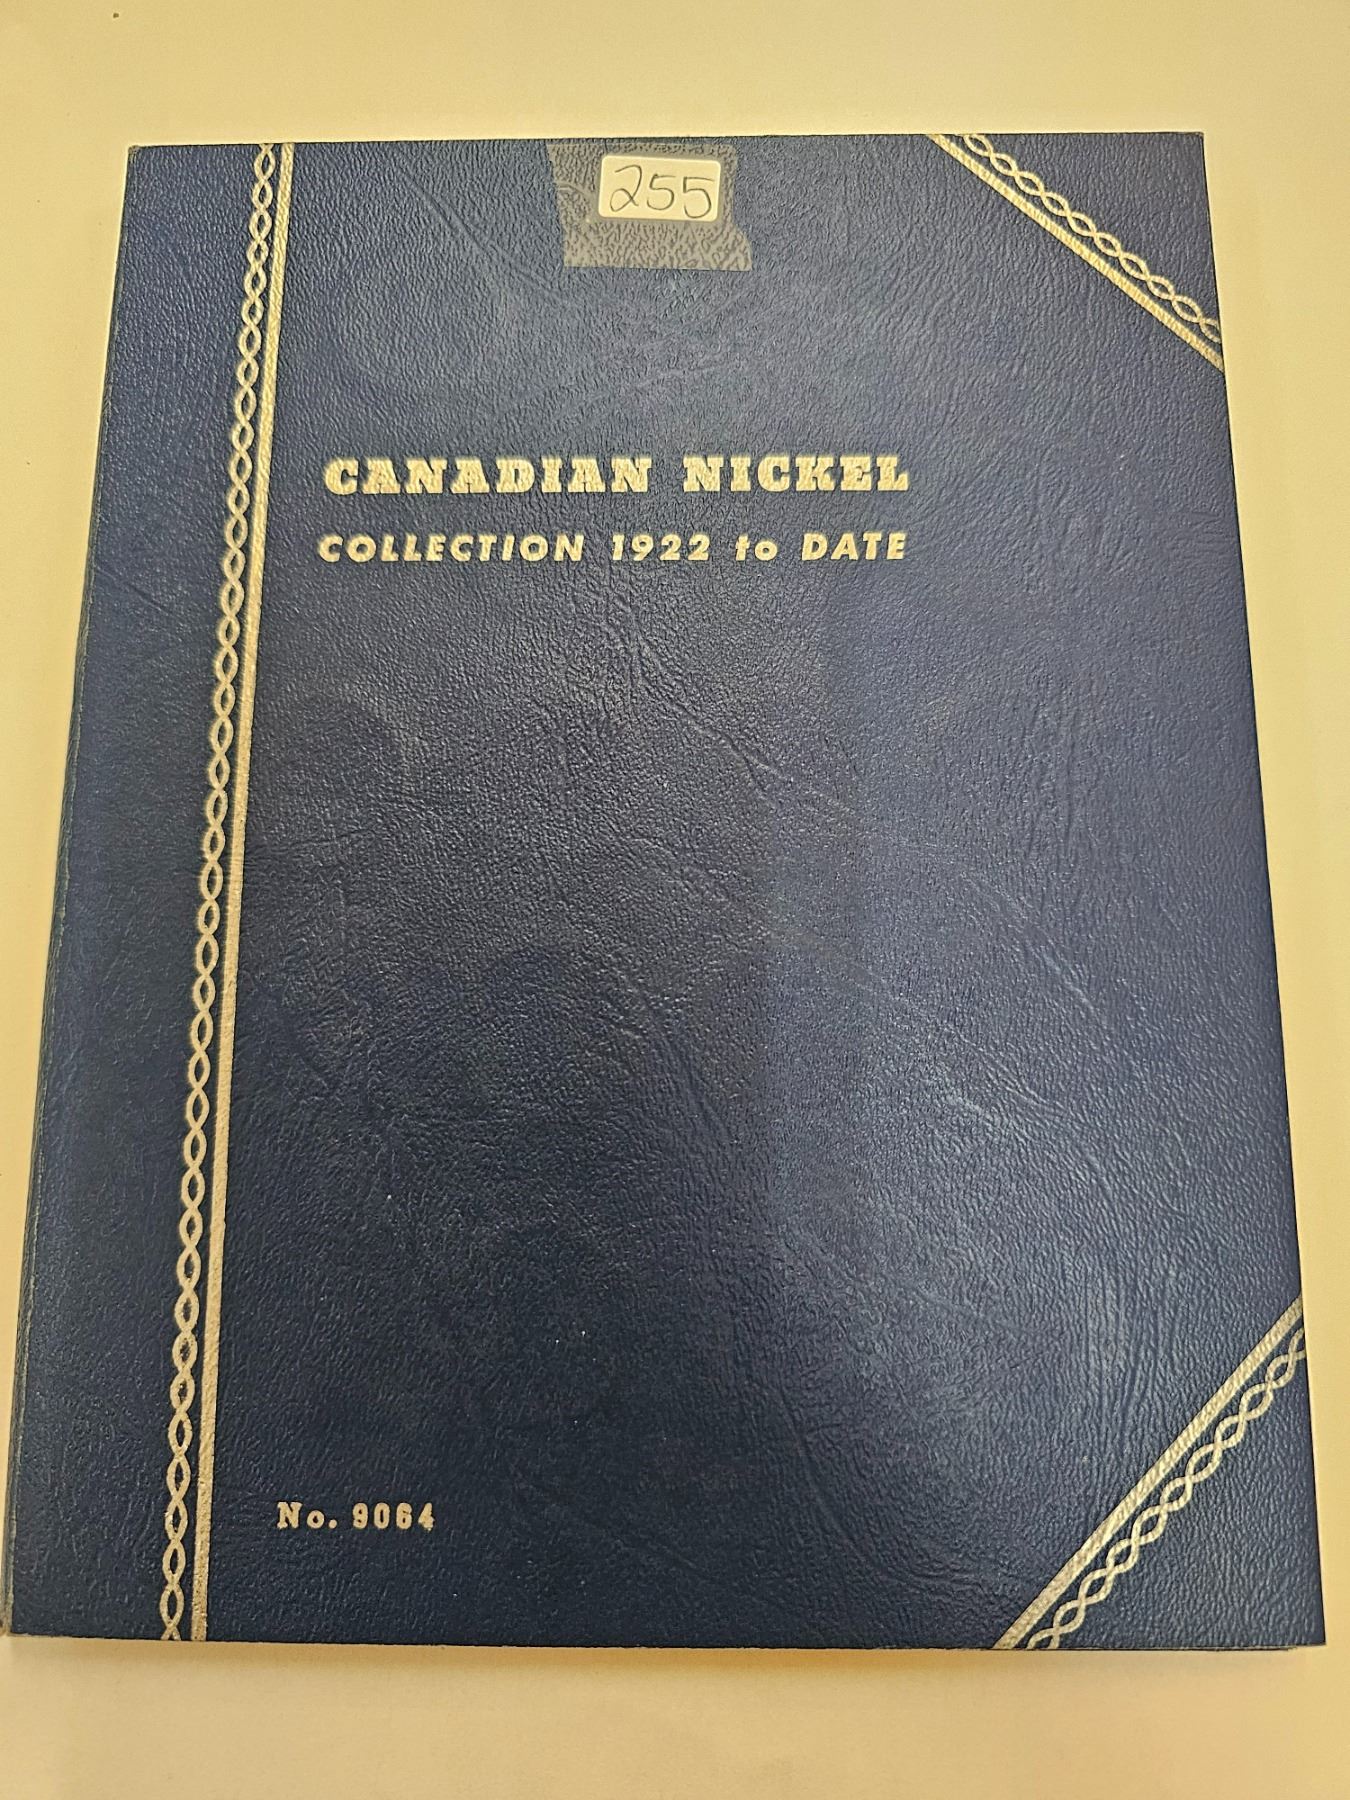 255
CANADIAN NICKEL
COLLECTION 1922 to DATE
No. 9064